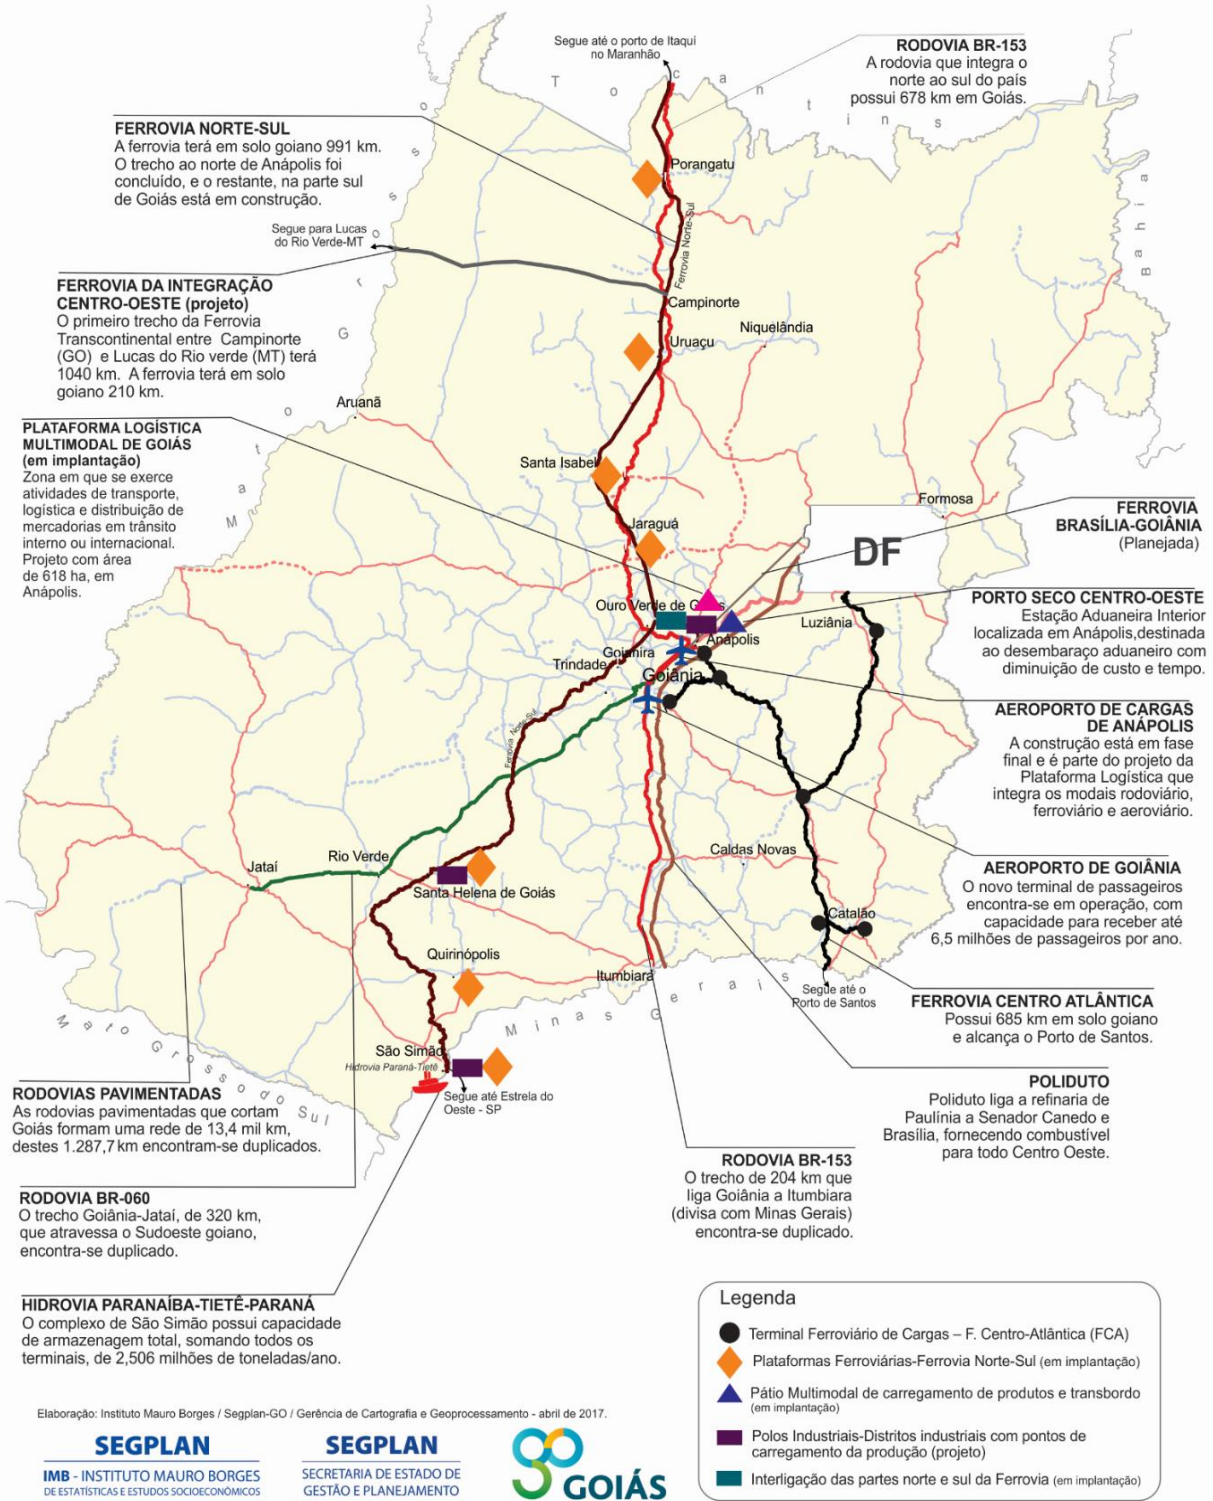 Segue até o porto de Itaqui
no Maranhão
Tocantins
RODOVIA BR-153
A rodovia que integra o
norte ao sul do país
possui 678 km em Goiás.
FERROVIA NORTE-SUL
A ferrovia terá em solo goiano 991 km.
O trecho ao norte de Anápolis foi
concluído, e o restante, na parte sul
de Goiás está em construção.
Porangatu
Bahia
Ferrovia Norte-Sul
Segue para Lucas
do Rio Verde-MT
Mato Grosso
FERROVIA DA INTEGRAÇÃO
CENTRO-OESTE (projeto)
O primeiro trecho da Ferrovia
Transcontinental entre Campinorte
(GO) e Lucas do Rio verde (MT) terá
1040 km. A ferrovia terá em solo
goiano 210 km.
Campinorte
Uruaçu
Niquelândia
Aruanã
PLATAFORMA LOGÍSTICA
MULTIMODAL DE GOIÁS
(em implantação)
Zona em que se exerce
atividades de transporte,
logística e distribuição de
mercadorias em trânsito
interno ou internacional.
Projeto com área
de 618 ha, em
Anápolis.
Santa Isabel
Formosa
Jaraguá
FERROVIA
BRASÍLIA-GOIÂNIA
(Planejada)
DF
Ouro Verde de Goiás
Luziânia
PORTO SECO CENTRO-OESTE
Estação Aduaneira Interior
localizada em Anápolis,destinada
ao desembaraço aduaneiro com
diminuição de custo e tempo.
Anápolis
Goianira
Trindade
Goiânia
AEROPORTO DE CARGAS
DE ANÁPOLIS
A construção está em fase
final e é parte do projeto da
Plataforma Logística que
integra os modais rodoviário,
ferroviário e aeroviário.
Ferrovia Norte-Sul
Caldas Novas
Rio Verde
Jataí
Santa Helena de Goiás
AEROPORTO DE GOIÂNIA
O novo terminal de passageiros
encontra-se em operação, com
capacidade para receber até
6,5 milhões de passageiros por ano.
Catalão
Quirinópolis
Itumbiara
Segue até o
Porto de Santos
Minas Gerais
FERROVIA CENTRO ATLÂNTICA
Possui 685 km em solo goiano
e alcança o Porto de Santos.
Mato Grosso do Sul
São Simão
Hidrovia Paraná-Tietê
Segue até Estrela do
Oeste - SP
RODOVIAS PAVIMENTADAS
As rodovias pavimentadas que cortam
Goiás formam uma rede de 13,4 mil km,
destes 1.287,7 km encontram-se duplicados.
POLIDUTO
Poliduto liga a refinaria de
Paulínia a Senador Canedo e
Brasília, fornecendo combustível
para todo Centro Oeste.
RODOVIA BR-153
O trecho de 204 km que
liga Goiânia a Itumbiara
(divisa com Minas Gerais)
encontra-se duplicado.
RODOVIA BR-060
O trecho Goiânia-Jataí, de 320 km,
que atravessa o Sudoeste goiano,
encontra-se duplicado.
HIDROVIA PARANAÍBA-TIETÊ-PARANÁ
O complexo de São Simão possui capacidade
de armazenagem total, somando todos os
terminais, de 2,506 milhões de toneladas/ano.
Legenda
Terminal Ferroviário de Cargas – F. Centro-Atlântica (FCA)
Plataformas Ferroviárias-Ferrovia Norte-Sul (em implantação)
Pátio Multimodal de carregamento de produtos e transbordo
(em implantação)
Polos Industriais-Distritos industriais com pontos de
carregamento da produção (projeto)
Interligação das partes norte e sul da Ferrovia (em implantação)
Elaboração: Instituto Mauro Borges / Segplan-GO / Gerência de Cartografia e Geoprocessamento - abril de 2017.
SEGPLAN
IMB - INSTITUTO MAURO BORGES
DE ESTATÍSTICAS E ESTUDOS SOCIOECONÔMICOS
SEGPLAN
SECRETARIA DE ESTADO DE
GESTÃO E PLANEJAMENTO
GOIÁS